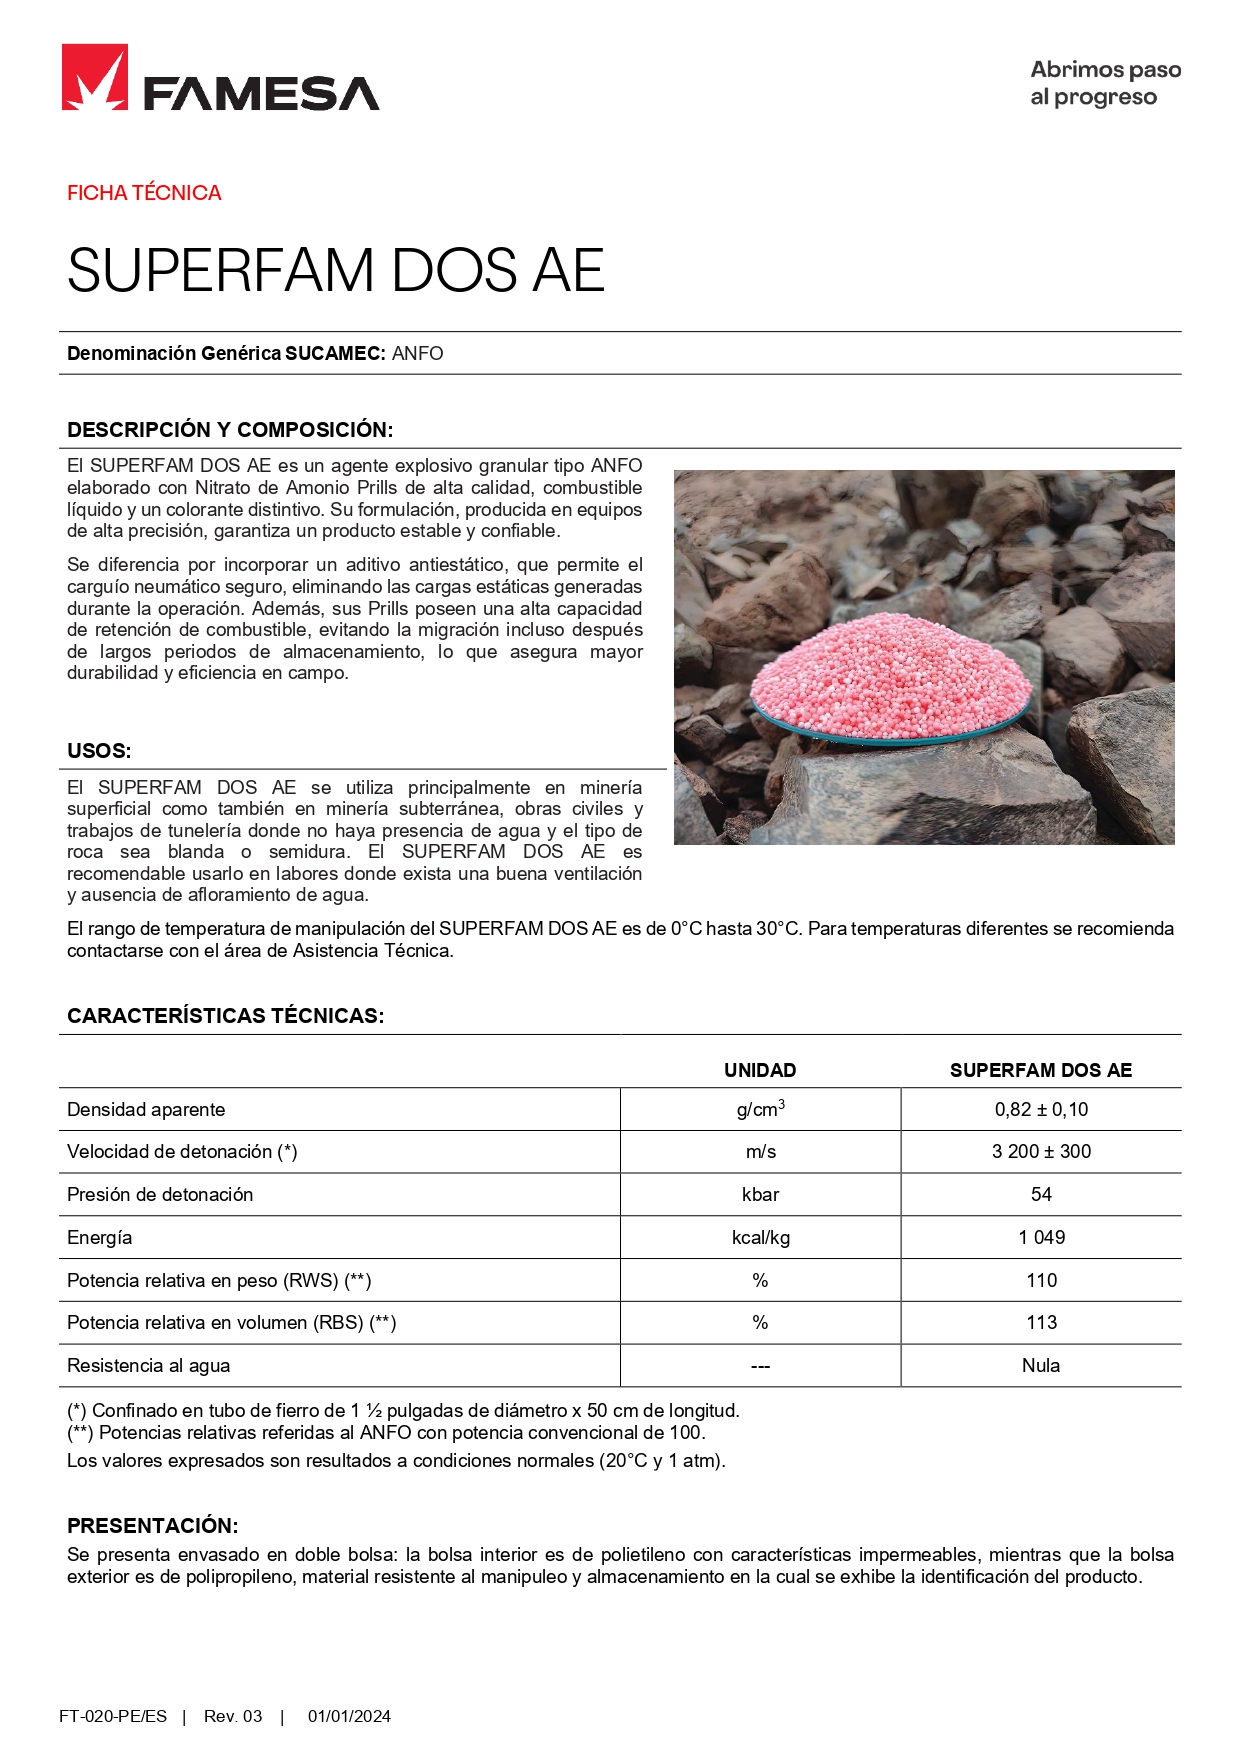 FAMESA
Abrimos paso
al progreso
FICHA TÉCNICA
SUPERFAM DOS AE
Denominación Genérica SUCAMEC: ANFO
DESCRIPCIÓN Y COMPOSICIÓN:
El SUPERFAM DOS AE es un agente explosivo granular tipo ANFO
elaborado con Nitrato de Amonio Prills de alta calidad, combustible
líquido y un colorante distintivo. Su formulación, producida en equipos
de alta precisión, garantiza un producto estable y confiable.
Se diferencia por incorporar un aditivo antiestático, que permite el
carguío neumático seguro, eliminando las cargas estáticas generadas
durante la operación. Además, sus Prills poseen una alta capacidad
de retención de combustible, evitando la migración incluso después
de largos periodos de almacenamiento, lo que asegura mayor
durabilidad y eficiencia en campo.
USOS:
El SUPERFAM DOS AE se utiliza principalmente en minería
superficial como también en minería subterránea, obras civiles y
trabajos de tunelería donde no haya presencia de agua y el tipo de
roca sea blanda o semidura. El SUPERFAM DOS AE es
recomendable usarlo en labores donde exista una buena ventilación
y ausencia de afloramiento de agua.
El rango de temperatura de manipulación del SUPERFAM DOS AE es de 0°C hasta 30°C. Para temperaturas diferentes se recomienda
contactarse con el área de Asistencia Técnica.
CARACTERÍSTICAS TÉCNICAS:
UNIDAD SUPERFAM DOS AE
Densidad aparente g/cm³ 0,82 ± 0,10
Velocidad de detonación (*) m/s 3 200 ± 300
Presión de detonación kbar 54
Energía kcal/kg 1 049
Potencia relativa en peso (RWS) (**) % 110
Potencia relativa en volumen (RBS) (**) % 113
Resistencia al agua --- Nula
(*) Confinado en tubo de fierro de 1 ½ pulgadas de diámetro x 50 cm de longitud.
(**) Potencias relativas referidas al ANFO con potencia convencional de 100.
Los valores expresados son resultados a condiciones normales (20°C y 1 atm).
PRESENTACIÓN:
Se presenta envasado en doble bolsa: la bolsa interior es de polietileno con características impermeables, mientras que la bolsa
exterior es de polipropileno, material resistente al manipuleo y almacenamiento en la cual se exhibe la identificación del producto.
FT-020-PE/ES | Rev. 03 | 01/01/2024